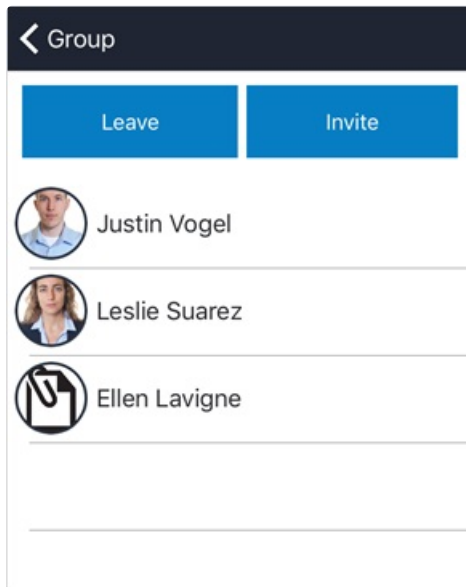 Group
Leave Invite
Justin Vogel
Leslie Suarez
Ellen Lavigne